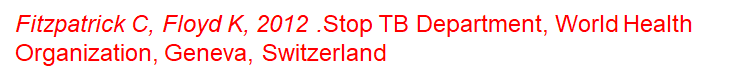 Fitzpatrick C, Floyd K, 2012 .Stop TB Department, World Health
Organization, Geneva, Switzerland